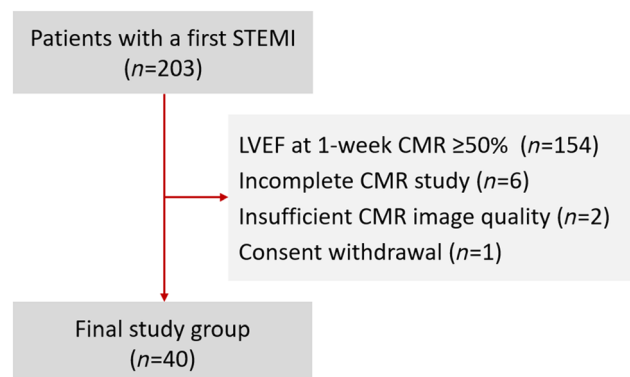 Patients with a first STEMI
(n=203)
LVEF at 1-week CMR ≥50% (n=154)
Incomplete CMR study (n=6)
Insufficient CMR image quality (n=2)
Consent withdrawal (n=1)
Final study group
(n=40)